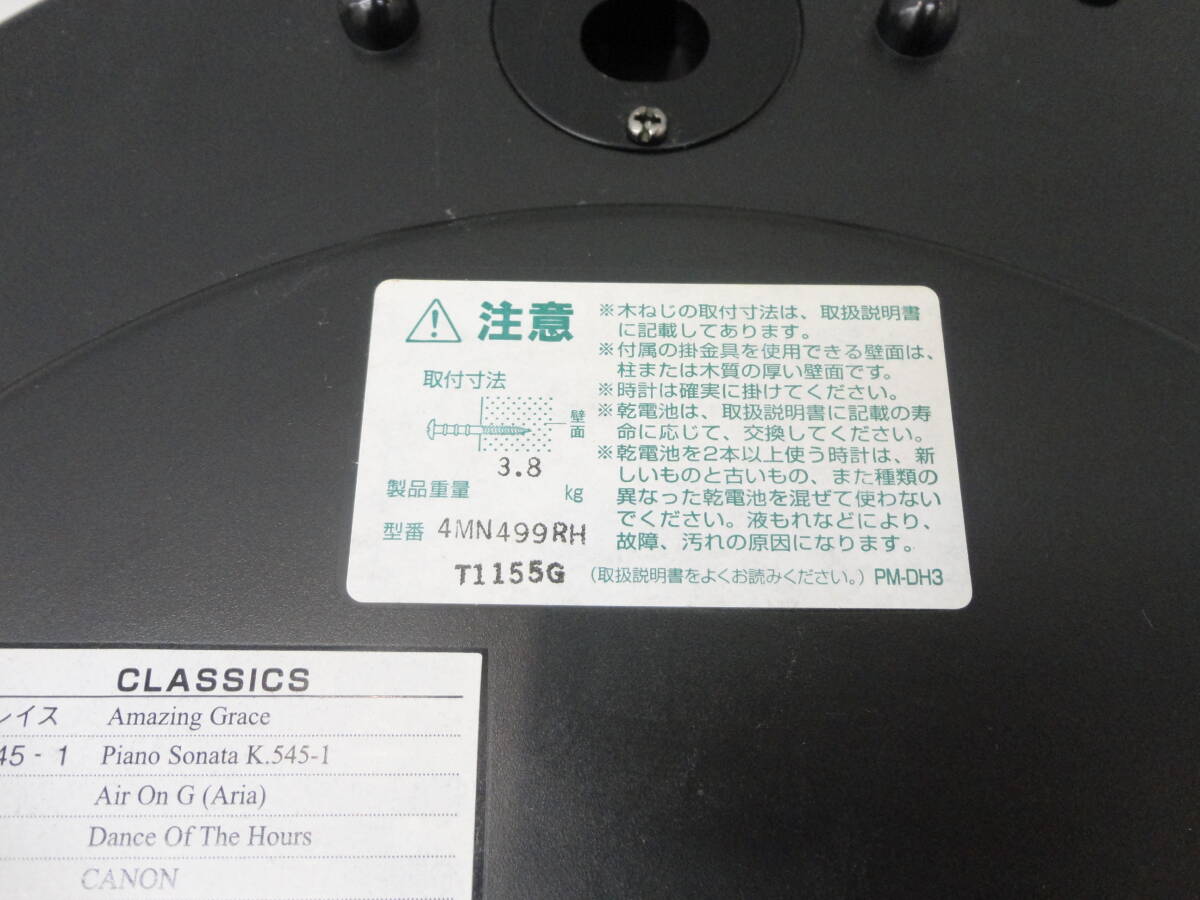 注意
取付寸法
壁面
3.8
製品重量 kg
型番 4MN499RH
T1155G
※木ねじの取付寸法は、取扱説明書
に記載してあります。
※付属の掛金具を使用できる壁面は、
柱または木質の厚い壁面です。
※時計は確実に掛けてください。
※乾電池は、取扱説明書に記載の寿
命に応じて、交換してください。
※乾電池を2本以上使う時計は、新
しいものと古いもの、また種類の
異なった乾電池を混ぜて使わない
でください。液もれなどにより、
故障、汚れの原因になります。
(取扱説明書をよくお読みください。) PM-DH3
CLASSICS
レイス Amazing Grace
45-1 Piano Sonata K.545-1
Air On G (Aria)
Dance Of The Hours
CANON